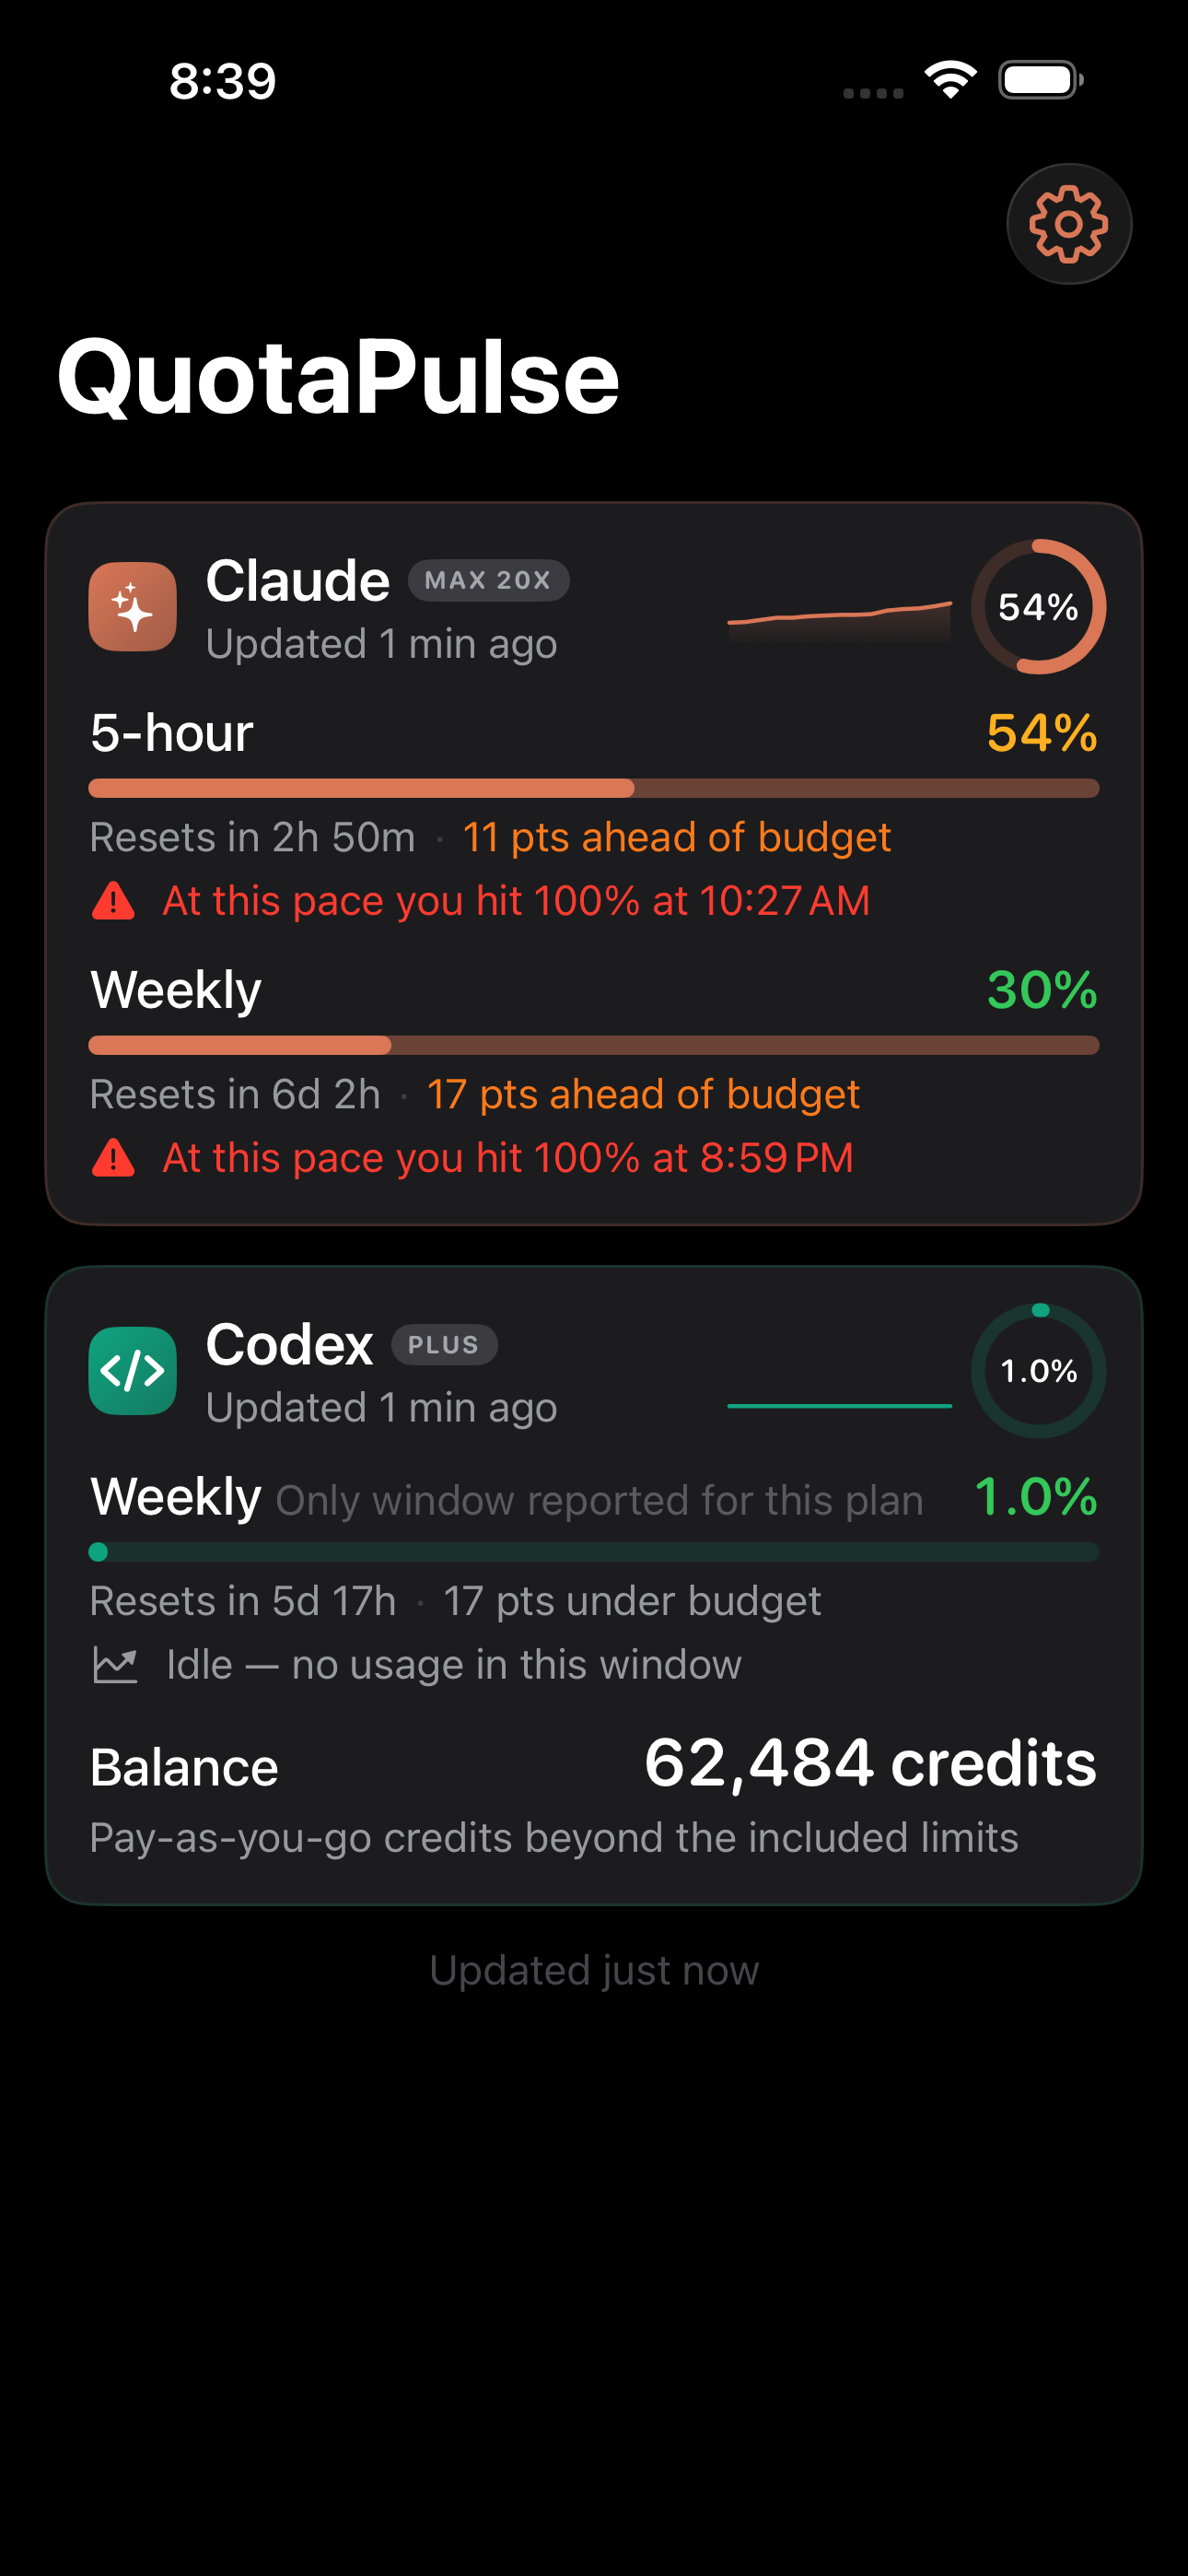 8:39
QuotaPulse
Claude MAX 20X
Updated 1 min ago
54%
5-hour 54%
Resets in 2h 50m · 11 pts ahead of budget
At this pace you hit 100% at 10:27 AM
Weekly 30%
Resets in 6d 2h · 17 pts ahead of budget
At this pace you hit 100% at 8:59 PM
Codex PLUS
Updated 1 min ago
1.0%
Weekly Only window reported for this plan 1.0%
Resets in 5d 17h · 17 pts under budget
Idle — no usage in this window
Balance 62,484 credits
Pay-as-you-go credits beyond the included limits
Updated just now